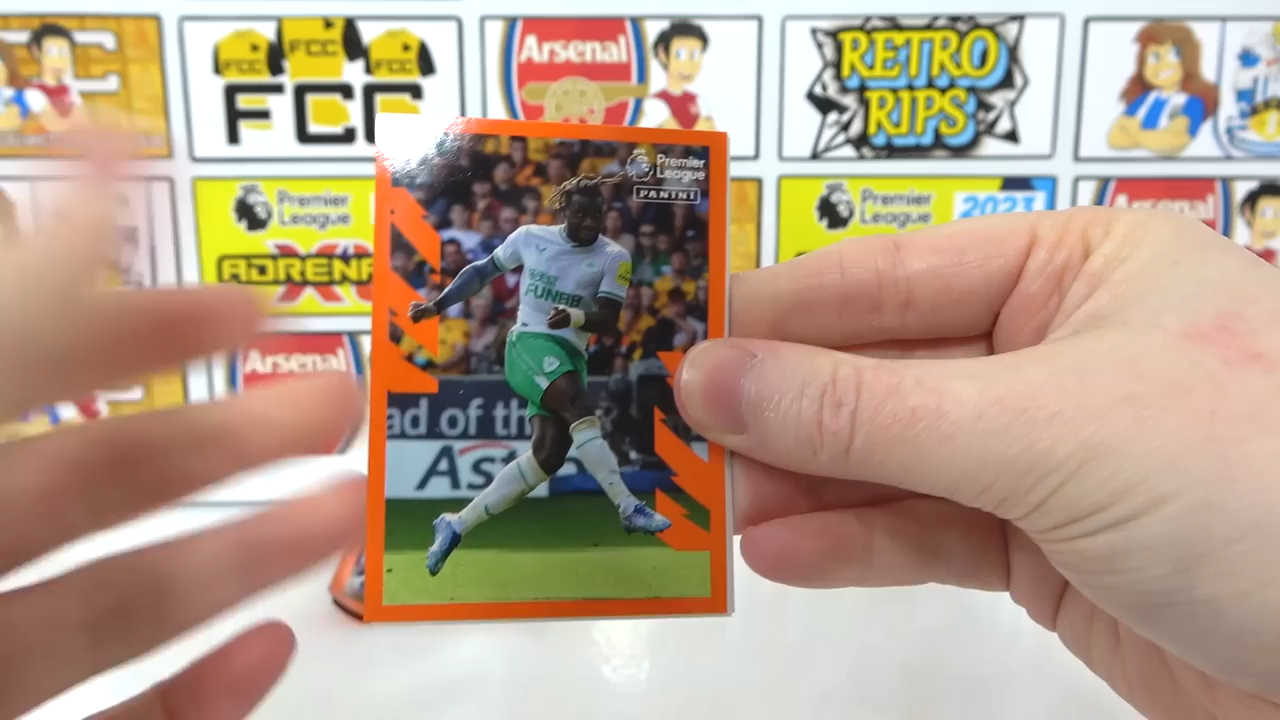 FCC
FCC
FCC
FCC
Arsenal
RETRO
RIPS
Premier
League
ADRENA
Premier
League
PANINI
Premier
League
2023
Arsenal
Arsenal
FUN88
ad of th
Ast